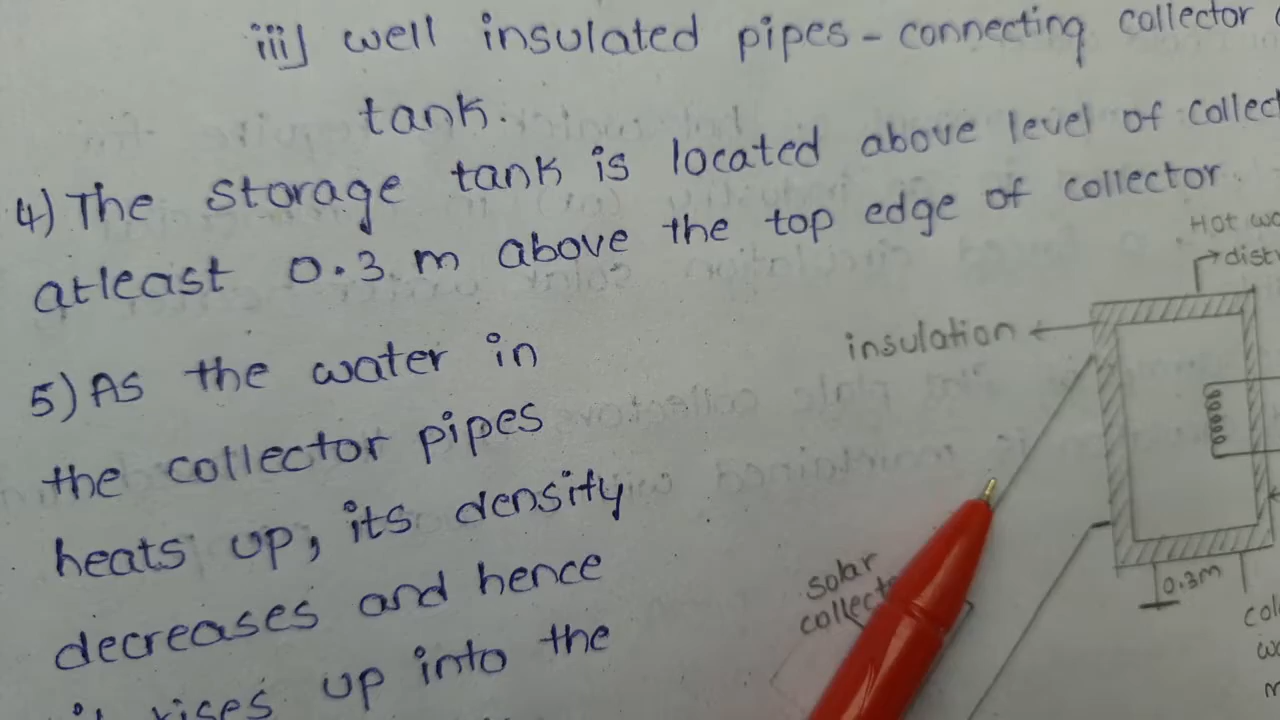 iii) well insulated pipes - connecting collector
tank.
4) The storage tank is located above level of
atleast 0.3 m above the top edge of collector.
Hot
insulation
5) As the water in
the collector pipes
heats up, its density
decreases and hence
rises up into the
solar
0.3m